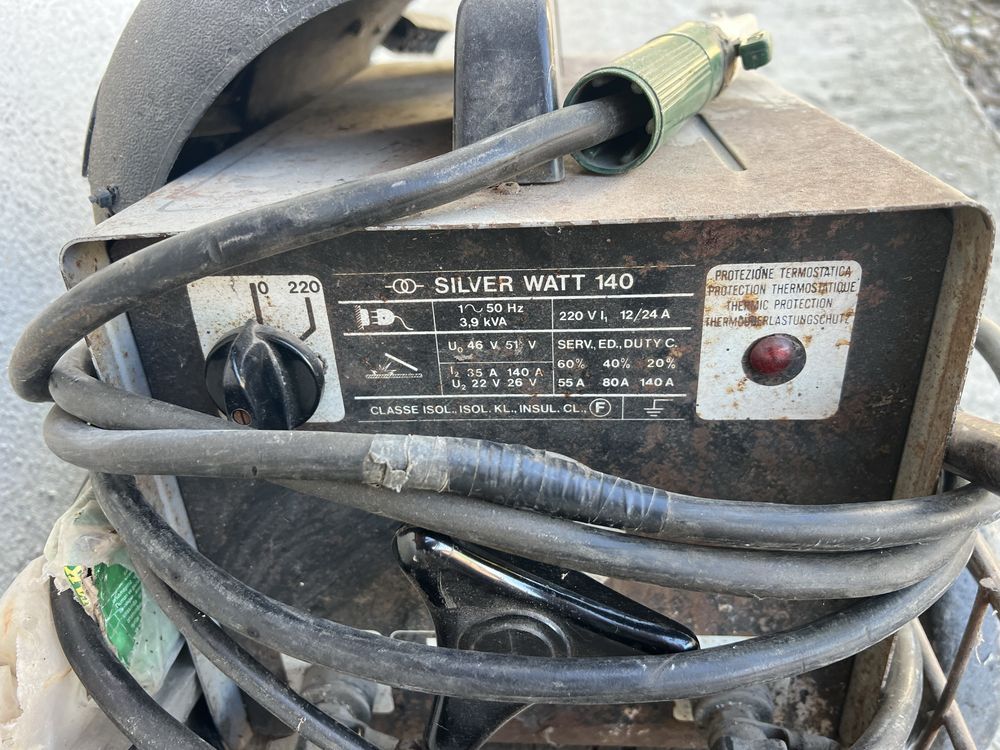 0 220
SILVER WATT 140
1~ 50 Hz
3,9 kVA
220 V I₁ 12/24 A
U₀ 46 V 51 V
I₂ 35 A 140 A
U₂ 22 V 26 V
SERV., ED., DUTY C.
60% 40% 20%
55 A 80 A 140 A
CLASSE ISOL., ISOL. KL., INSUL. CL., F
PROTEZIONE TERMOSTATICA
PROTECTION THERMOSTATIQUE
THERMIC PROTECTION
THERMOÜDERLASTUNGSCHUTZ